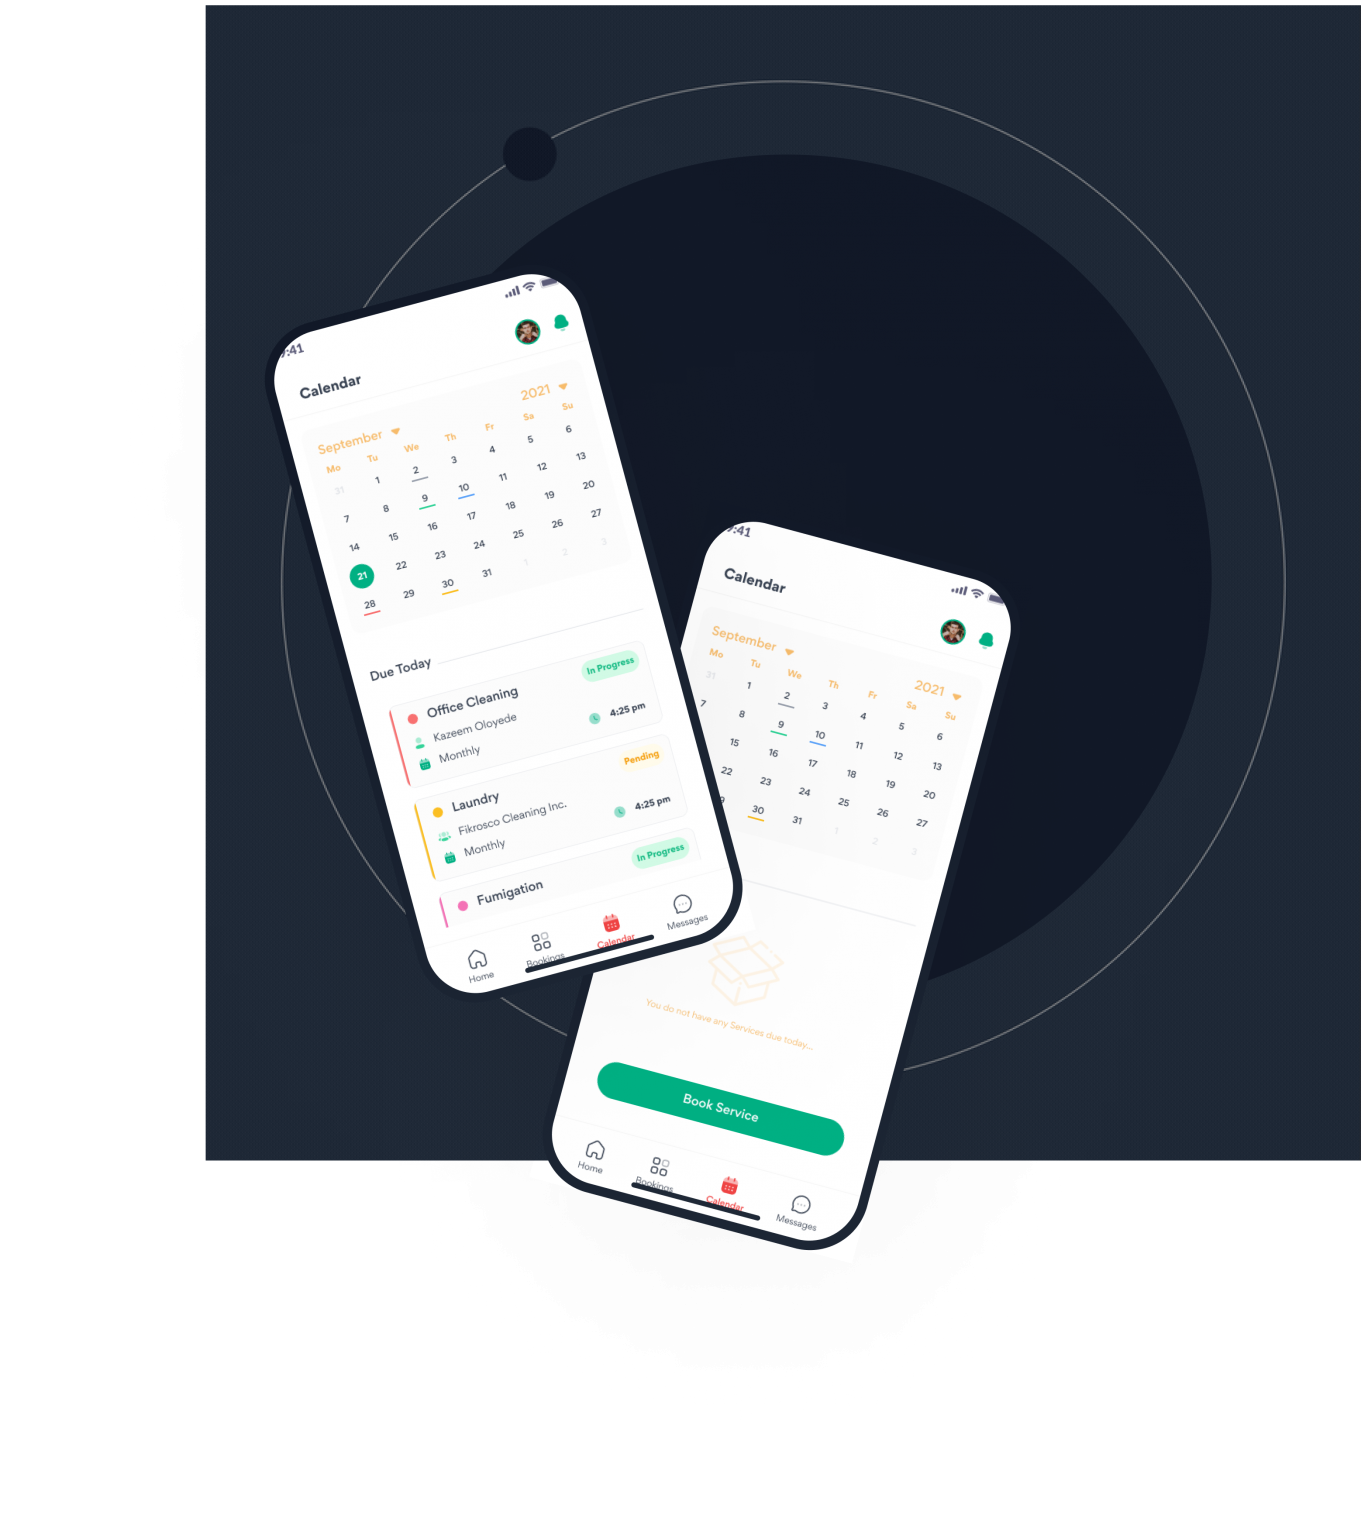 9:41
Calendar
September 2021
Mo Tu We Th Fr Sa Su
31 1 2 3 4 5 6
7 8 9 10 11 12 13
14 15 16 17 18 19 20
21 22 23 24 25 26 27
28 29 30 31 1 2 3
Due Today
Office Cleaning In Progress
Kazeem Oloyede 4:25 pm
Monthly
Laundry Pending
Fikrosco Cleaning Inc. 4:25 pm
Monthly
Fumigation In Progress
Home Bookings Calendar Messages
9:41
Calendar
September 2021
Mo Tu We Th Fr Sa Su
31 1 2 3 4 5 6
7 8 9 10 11 12 13
15 16 17 18 19 20
22 23 24 25 26 27
30 31 1 2 3
You do not have any Services due today...
Book Service
Home Bookings Calendar Messages